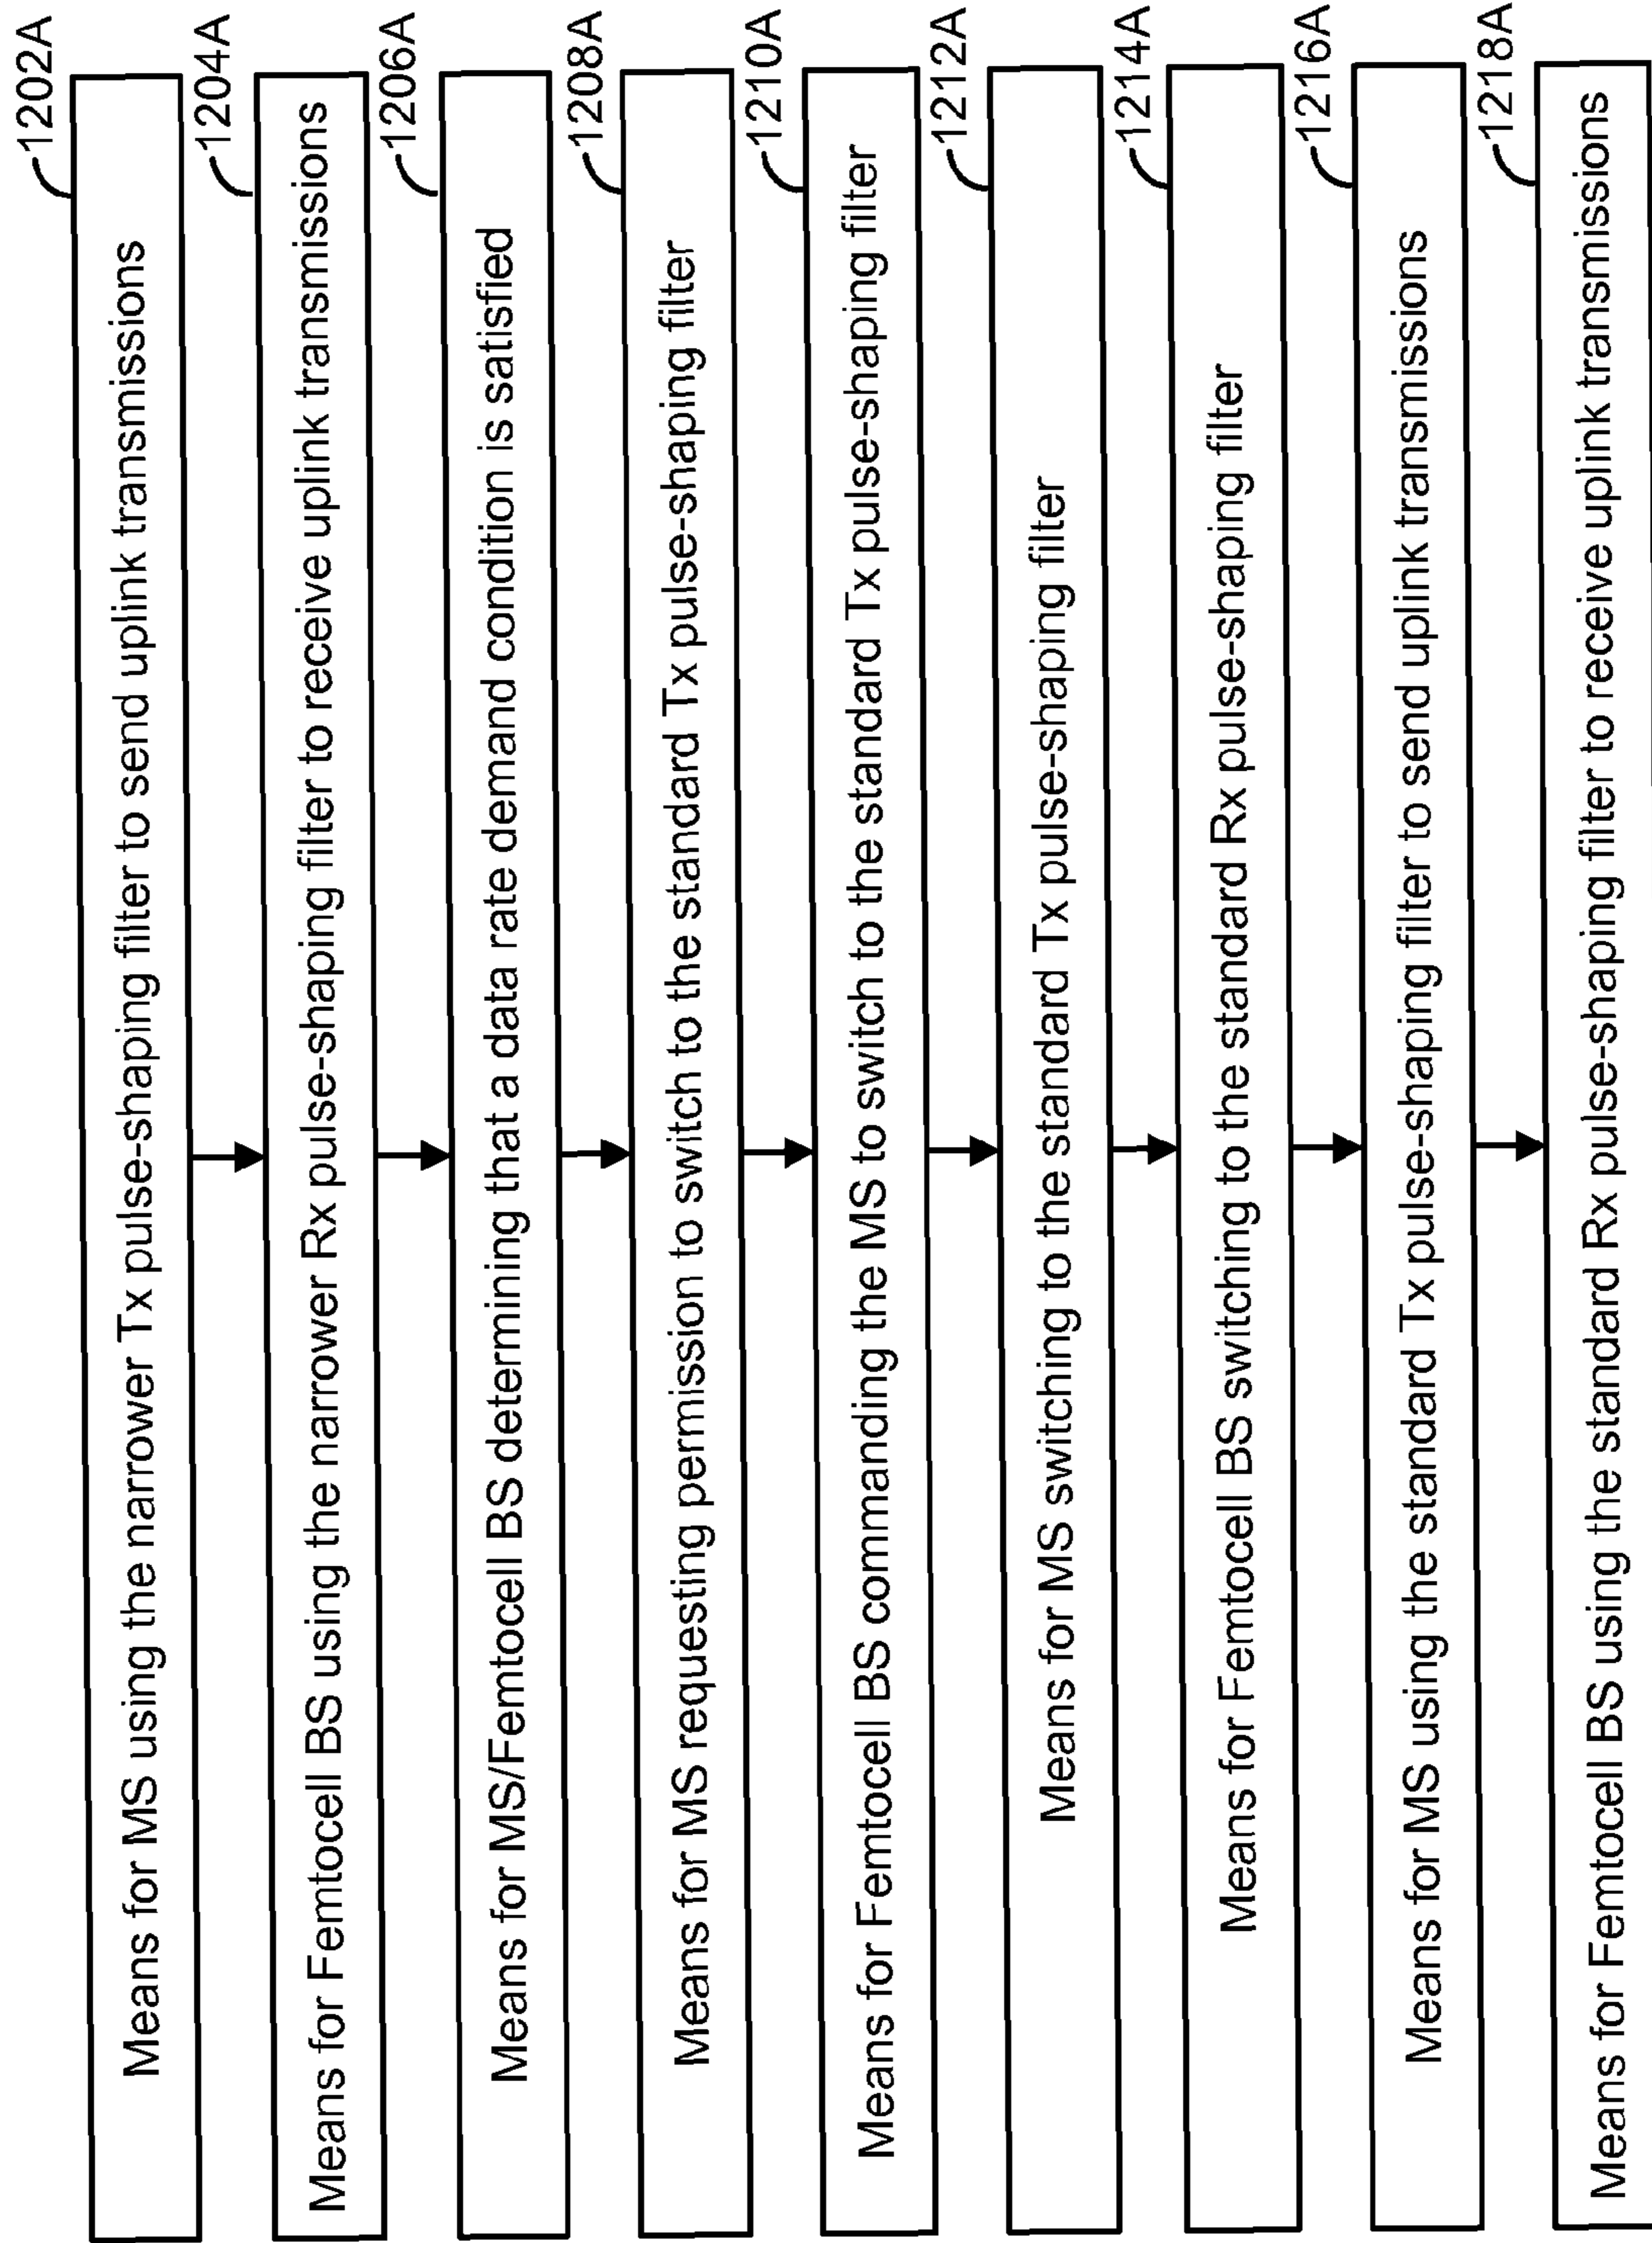 1202A
Means for MS using the narrower Tx pulse-shaping filter to send uplink transmissions
1204A
Means for Femtocell BS using the narrower Rx pulse-shaping filter to receive uplink transmissions
1206A
Means for MS/Femtocell BS determining that a data rate demand condition is satisfied
1208A
Means for MS requesting permission to switch to the standard Tx pulse-shaping filter
1210A
Means for Femtocell BS commanding the MS to switch to the standard Tx pulse-shaping filter
1212A
Means for MS switching to the standard Tx pulse-shaping filter
1214A
Means for Femtocell BS switching to the standard Rx pulse-shaping filter
1216A
Means for MS using the standard Tx pulse-shaping filter to send uplink transmissions
1218A
Means for Femtocell BS using the standard Rx pulse-shaping filter to receive uplink transmissions